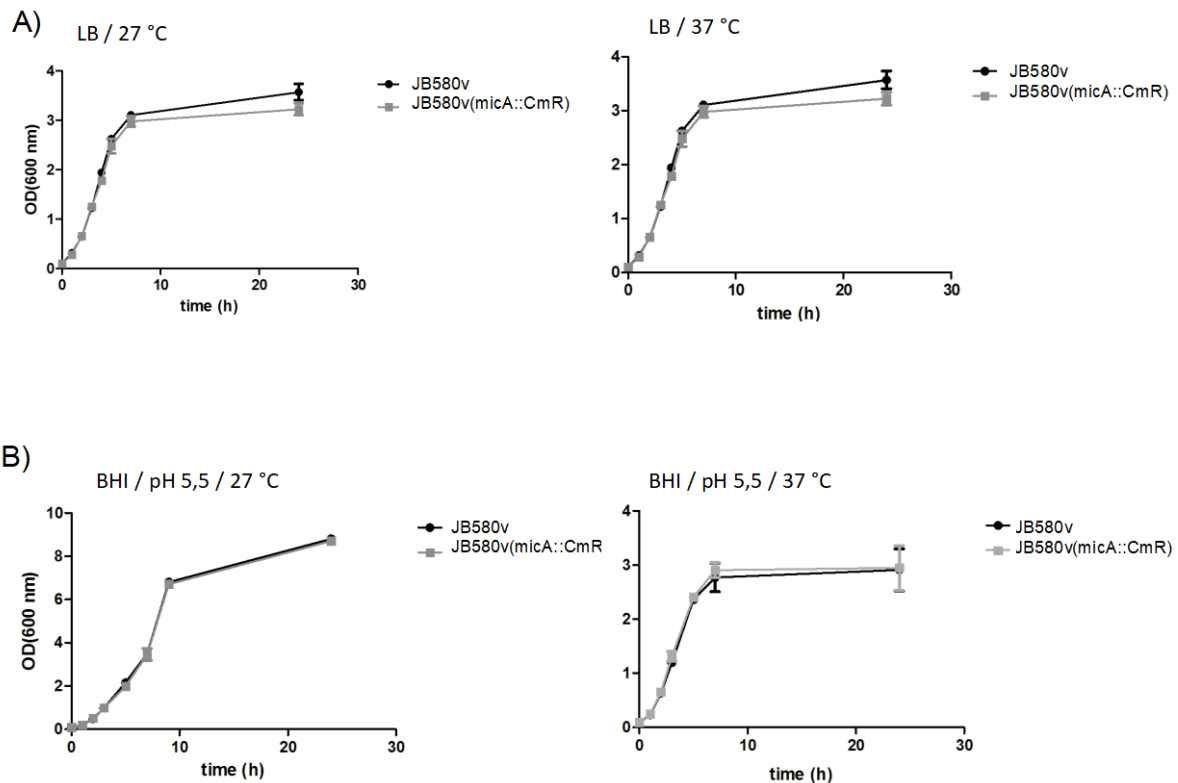 A)
LB / 27 °C
4
3
2
1
0
OD(600 nm)
0 10 20 30
time (h)
JB580v
JB580v(micA::CmR)
LB / 37 °C
4
3
2
1
0
0 10 20 30
time (h)
JB580v
JB580v(micA::CmR)
B)
BHI / pH 5,5 / 27 °C
10
8
6
4
2
0
OD(600 nm)
0 10 20 30
time (h)
JB580v
JB580v(micA::CmR
BHI / pH 5,5 / 37 °C
4
3
2
1
0
0 10 20 30
time (h)
JB580v
JB580v(micA::CmR)